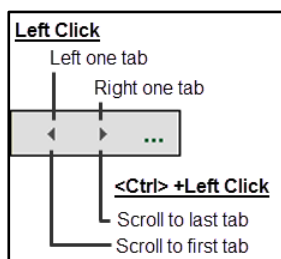 Left Click
Left one tab
Right one tab
...
<Ctrl> +Left Click
Scroll to last tab
Scroll to first tab